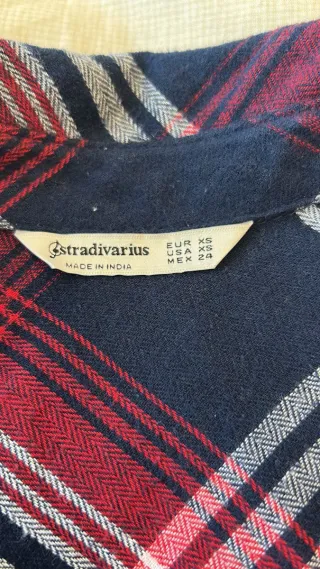 stradivarius
MADE IN INDIA
EUR XS
USA XS
MEX 24